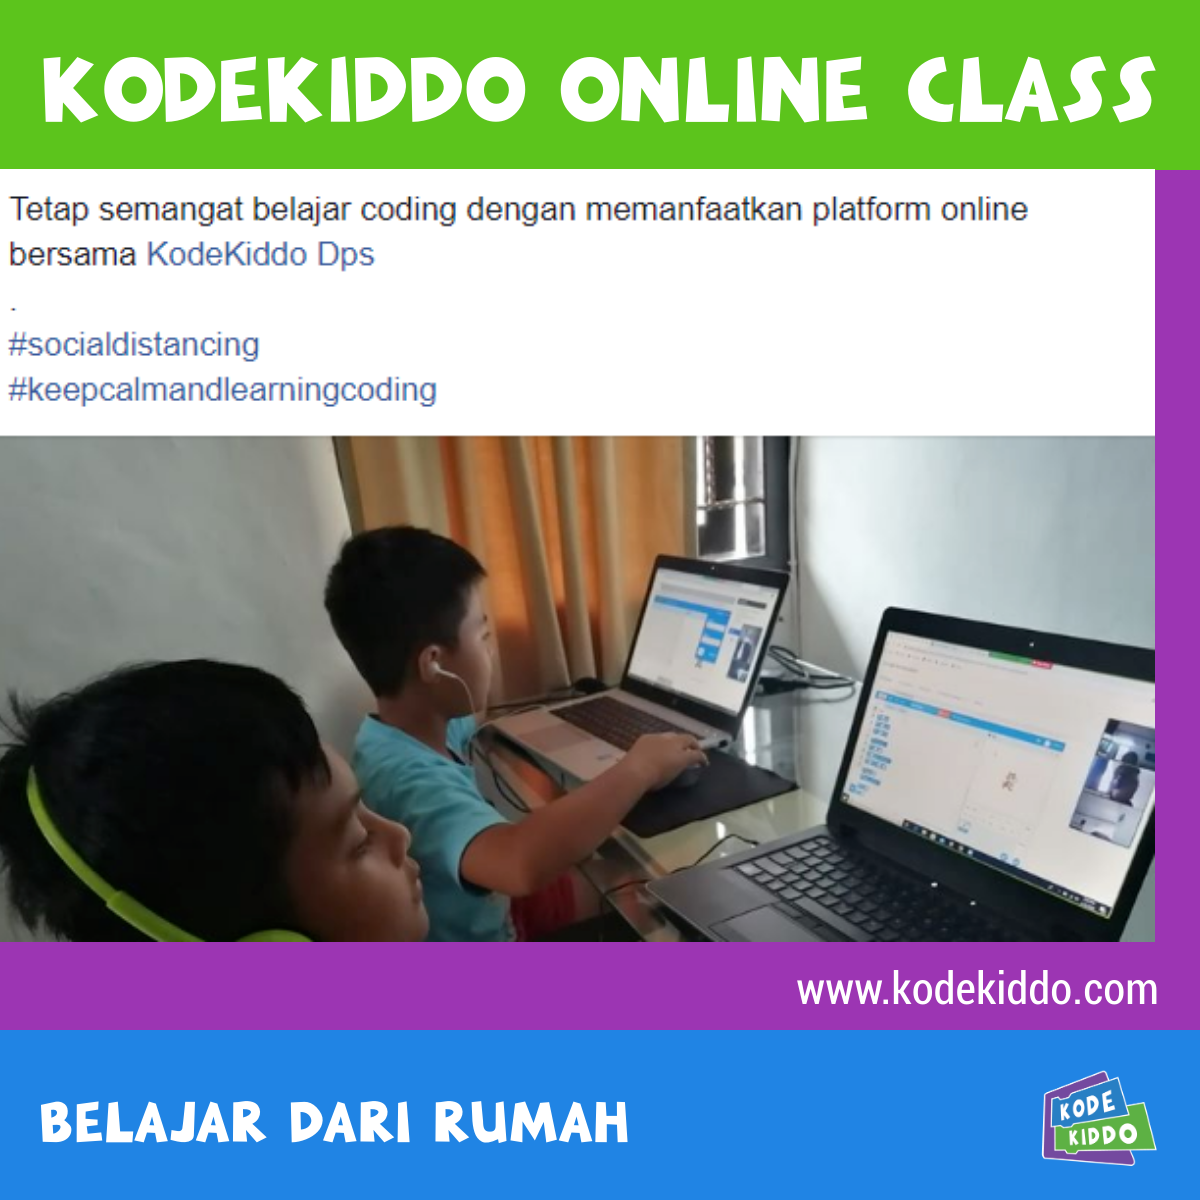 KODEKIDDO ONLINE CLASS
Tetap semangat belajar coding dengan memanfaatkan platform online
bersama KodeKiddo Dps
.
#socialdistancing
#keepcalmandlearningcoding
www.kodekiddo.com
BELAJAR DARI RUMAH
KODE
KIDDO